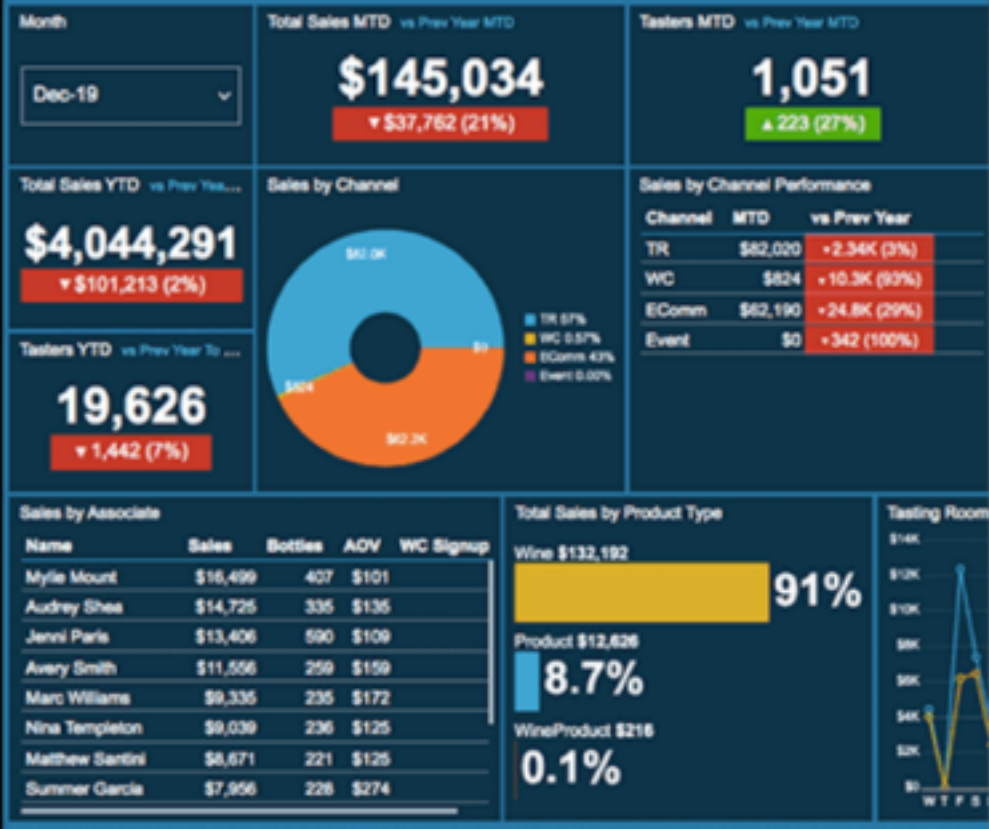 Month
Dec-19
Total Sales MTD vs Prev Year MTD
$145,034
▼$37,762 (21%)
Tasters MTD vs Prev Year MTD
1,051
▲223 (27%)
Total Sales YTD vs Prev Yea...
$4,044,291
▼$101,213 (2%)
Tasters YTD vs Prev Year To ...
19,626
▼1,442 (7%)
Sales by Channel
$82.0K
$0
$824
$62.2K
TR 57%
WC 0.57%
EComm 43%
Event 0.00%
Sales by Channel Performance
Channel MTD vs Prev Year
TR $82,020 ▾2.34K (3%)
WC $824 ▾10.3K (93%)
EComm $62,190 ▾24.8K (29%)
Event $0 ▾342 (100%)
Sales by Associate
Name Sales Bottles AOV WC Signup
Mylie Mount $16,499 407 $101
Audrey Shea $14,725 335 $135
Jenni Paris $13,406 590 $109
Avery Smith $11,556 259 $159
Marc Williams $9,335 235 $172
Nina Templeton $9,039 236 $125
Matthew Santini $8,671 221 $125
Summer Garcia $7,956 228 $274
Total Sales by Product Type
Wine $132,192
91%
Product $12,626
8.7%
WineProduct $216
0.1%
Tasting Room
$14K
$12K
$10K
$8K
$6K
$4K
$2K
$0
W T F S